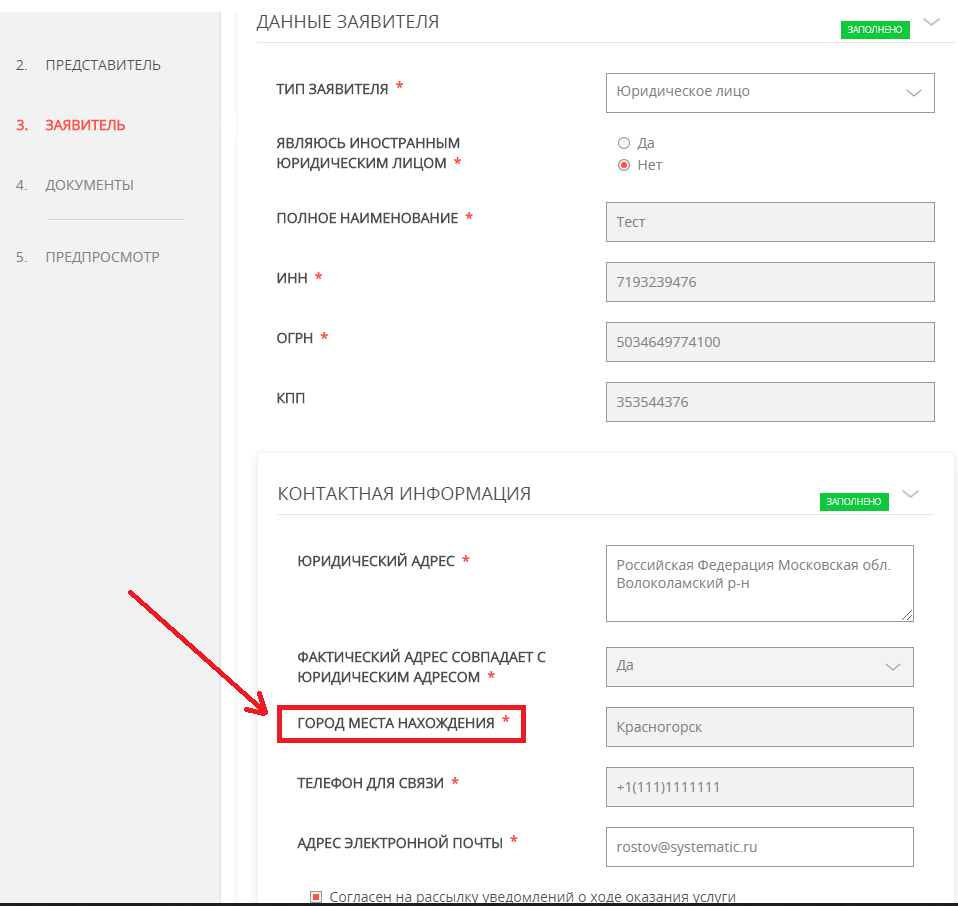 ДАННЫЕ ЗАЯВИТЕЛЯ
ЗАПОЛНЕНО
2. ПРЕДСТАВИТЕЛЬ
3. ЗАЯВИТЕЛЬ
4. ДОКУМЕНТЫ
5. ПРЕДПРОСМОТР
ТИП ЗАЯВИТЕЛЯ *
Юридическое лицо
ЯВЛЯЮСЬ ИНОСТРАННЫМ
ЮРИДИЧЕСКИМ ЛИЦОМ *
Да
Нет
ПОЛНОЕ НАИМЕНОВАНИЕ *
Тест
ИНН *
7193239476
ОГРН *
5034649774100
КПП
353544376
КОНТАКТНАЯ ИНФОРМАЦИЯ
ЗАПОЛНЕНО
ЮРИДИЧЕСКИЙ АДРЕС *
Российская Федерация Московская обл.
Волоколамский р-н
ФАКТИЧЕСКИЙ АДРЕС СОВПАДАЕТ С
ЮРИДИЧЕСКИМ АДРЕСОМ *
Да
ГОРОД МЕСТА НАХОЖДЕНИЯ *
Красногорск
ТЕЛЕФОН ДЛЯ СВЯЗИ *
+1(111)1111111
АДРЕС ЭЛЕКТРОННОЙ ПОЧТЫ *
rostov@systematic.ru
Согласен на рассылку уведомлений о ходе оказания услуги